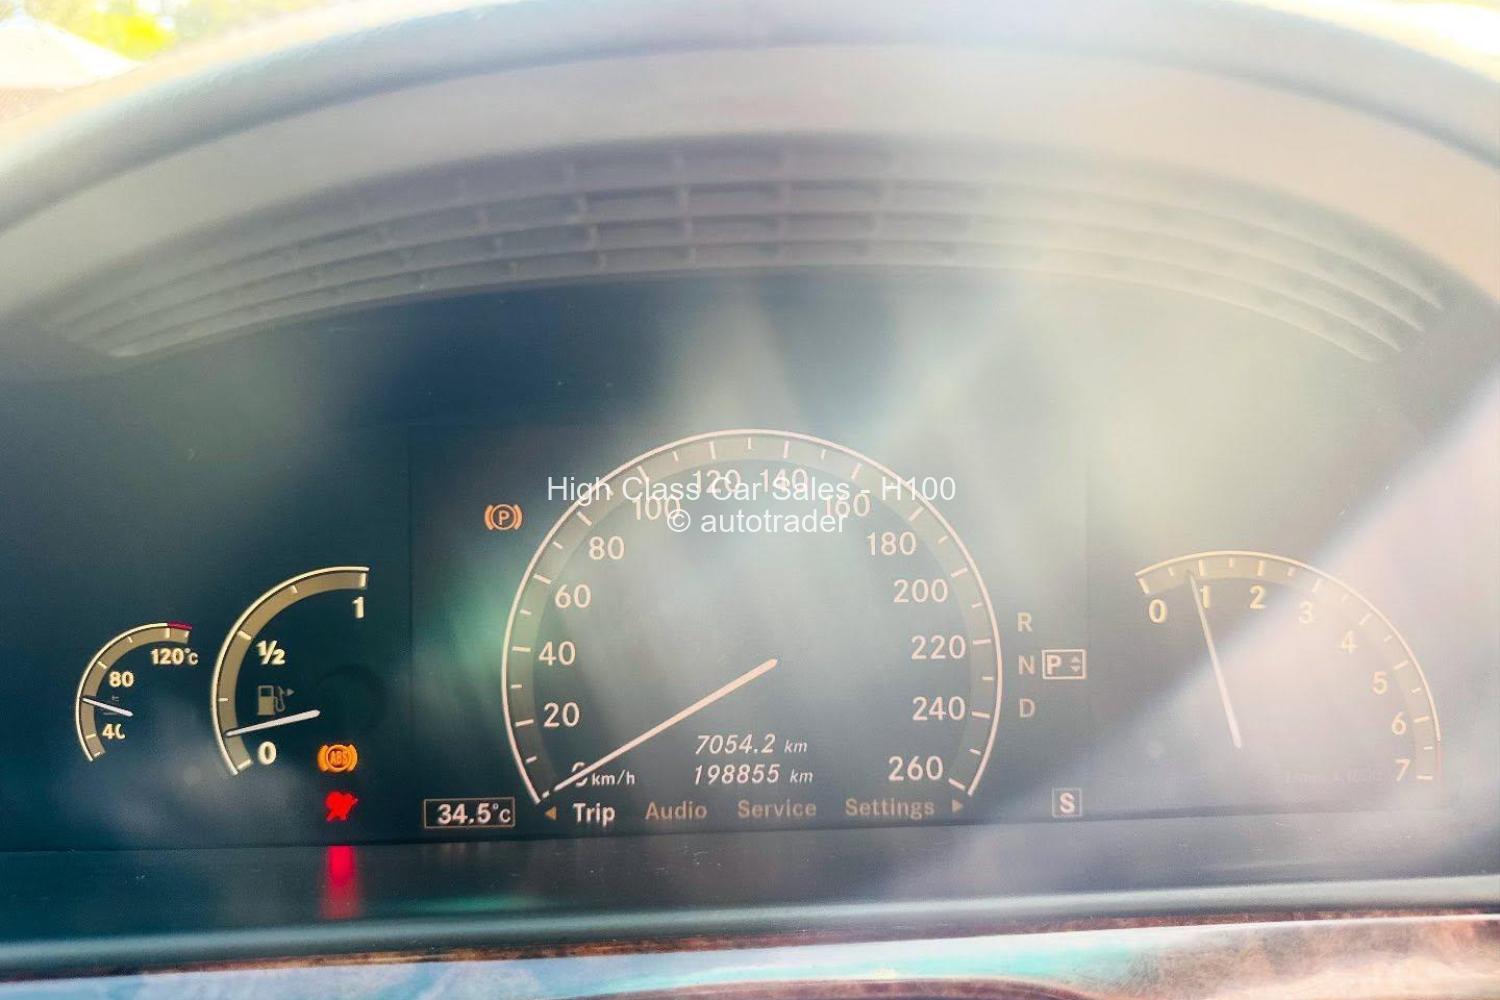 High Class Car Sales - H100
© autotrader
120°C
80
40
1
½
0
ABS
P
0 20 40 60 80 100 120 140 160 180 200 220 240 260
km/h
7054.2 km
198855 km
34.5°C
Trip Audio Service Settings
R
N P
D
S
0 1 2 3 4 5 6 7